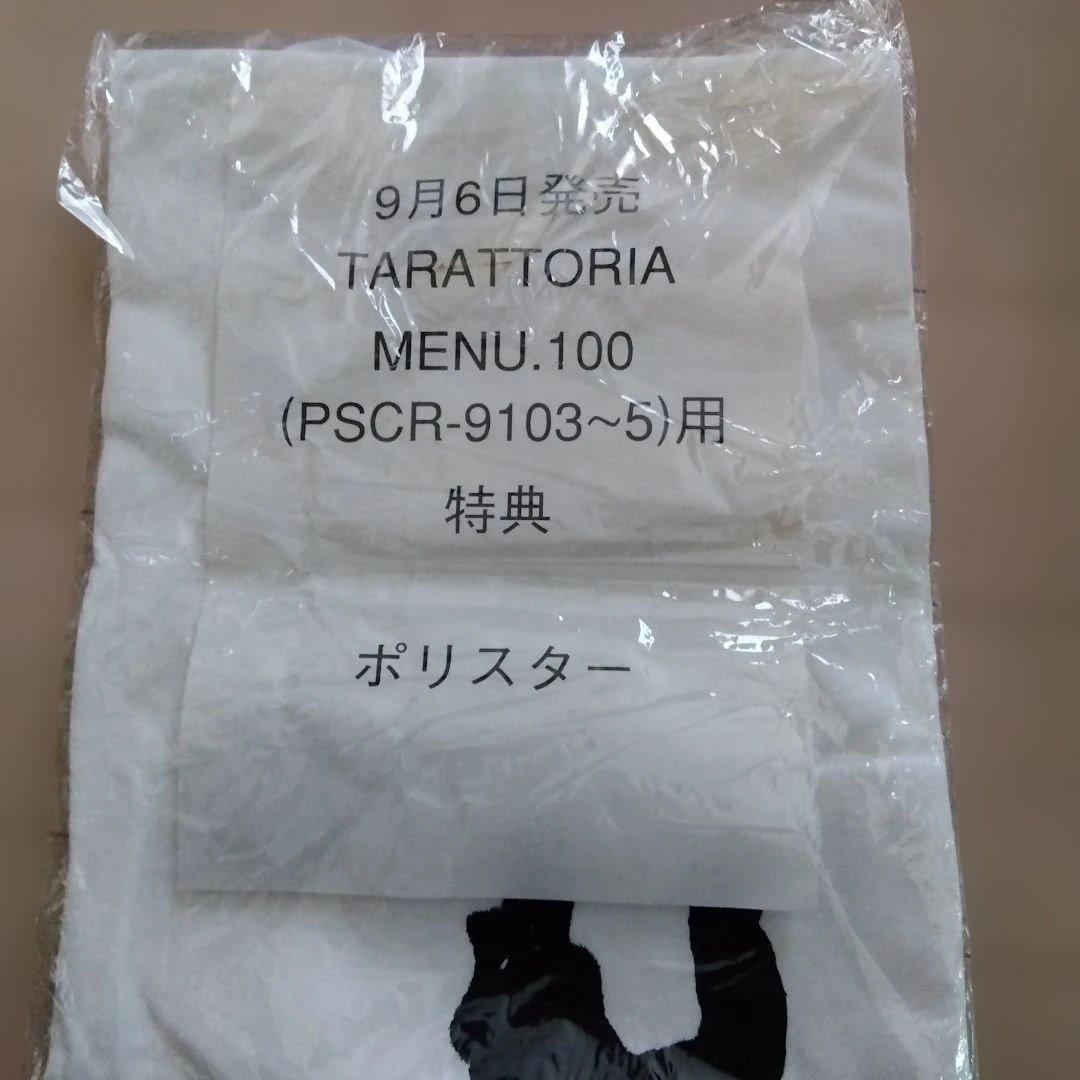 9月6日発売
TARATTORIA
MENU.100
(PSCR-9103~5)用
特典
ポリスター